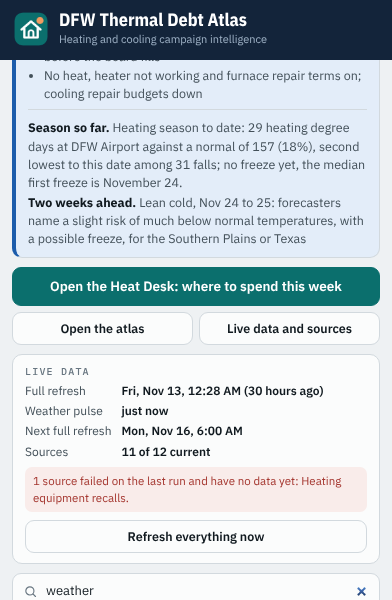 DFW Thermal Debt Atlas
Heating and cooling campaign intelligence
• No heat, heater not working and furnace repair terms on;
cooling repair budgets down
Season so far. Heating season to date: 29 heating degree
days at DFW Airport against a normal of 157 (18%), second
lowest to this date among 31 falls; no freeze yet, the median
first freeze is November 24.
Two weeks ahead. Lean cold, Nov 24 to 25: forecasters
name a slight risk of much below normal temperatures, with
a possible freeze, for the Southern Plains or Texas
Open the Heat Desk: where to spend this week
Open the atlas
Live data and sources
LIVE DATA
Full refresh Fri, Nov 13, 12:28 AM (30 hours ago)
Weather pulse just now
Next full refresh Mon, Nov 16, 6:00 AM
Sources 11 of 12 current
1 source failed on the last run and have no data yet: Heating
equipment recalls.
Refresh everything now
weather